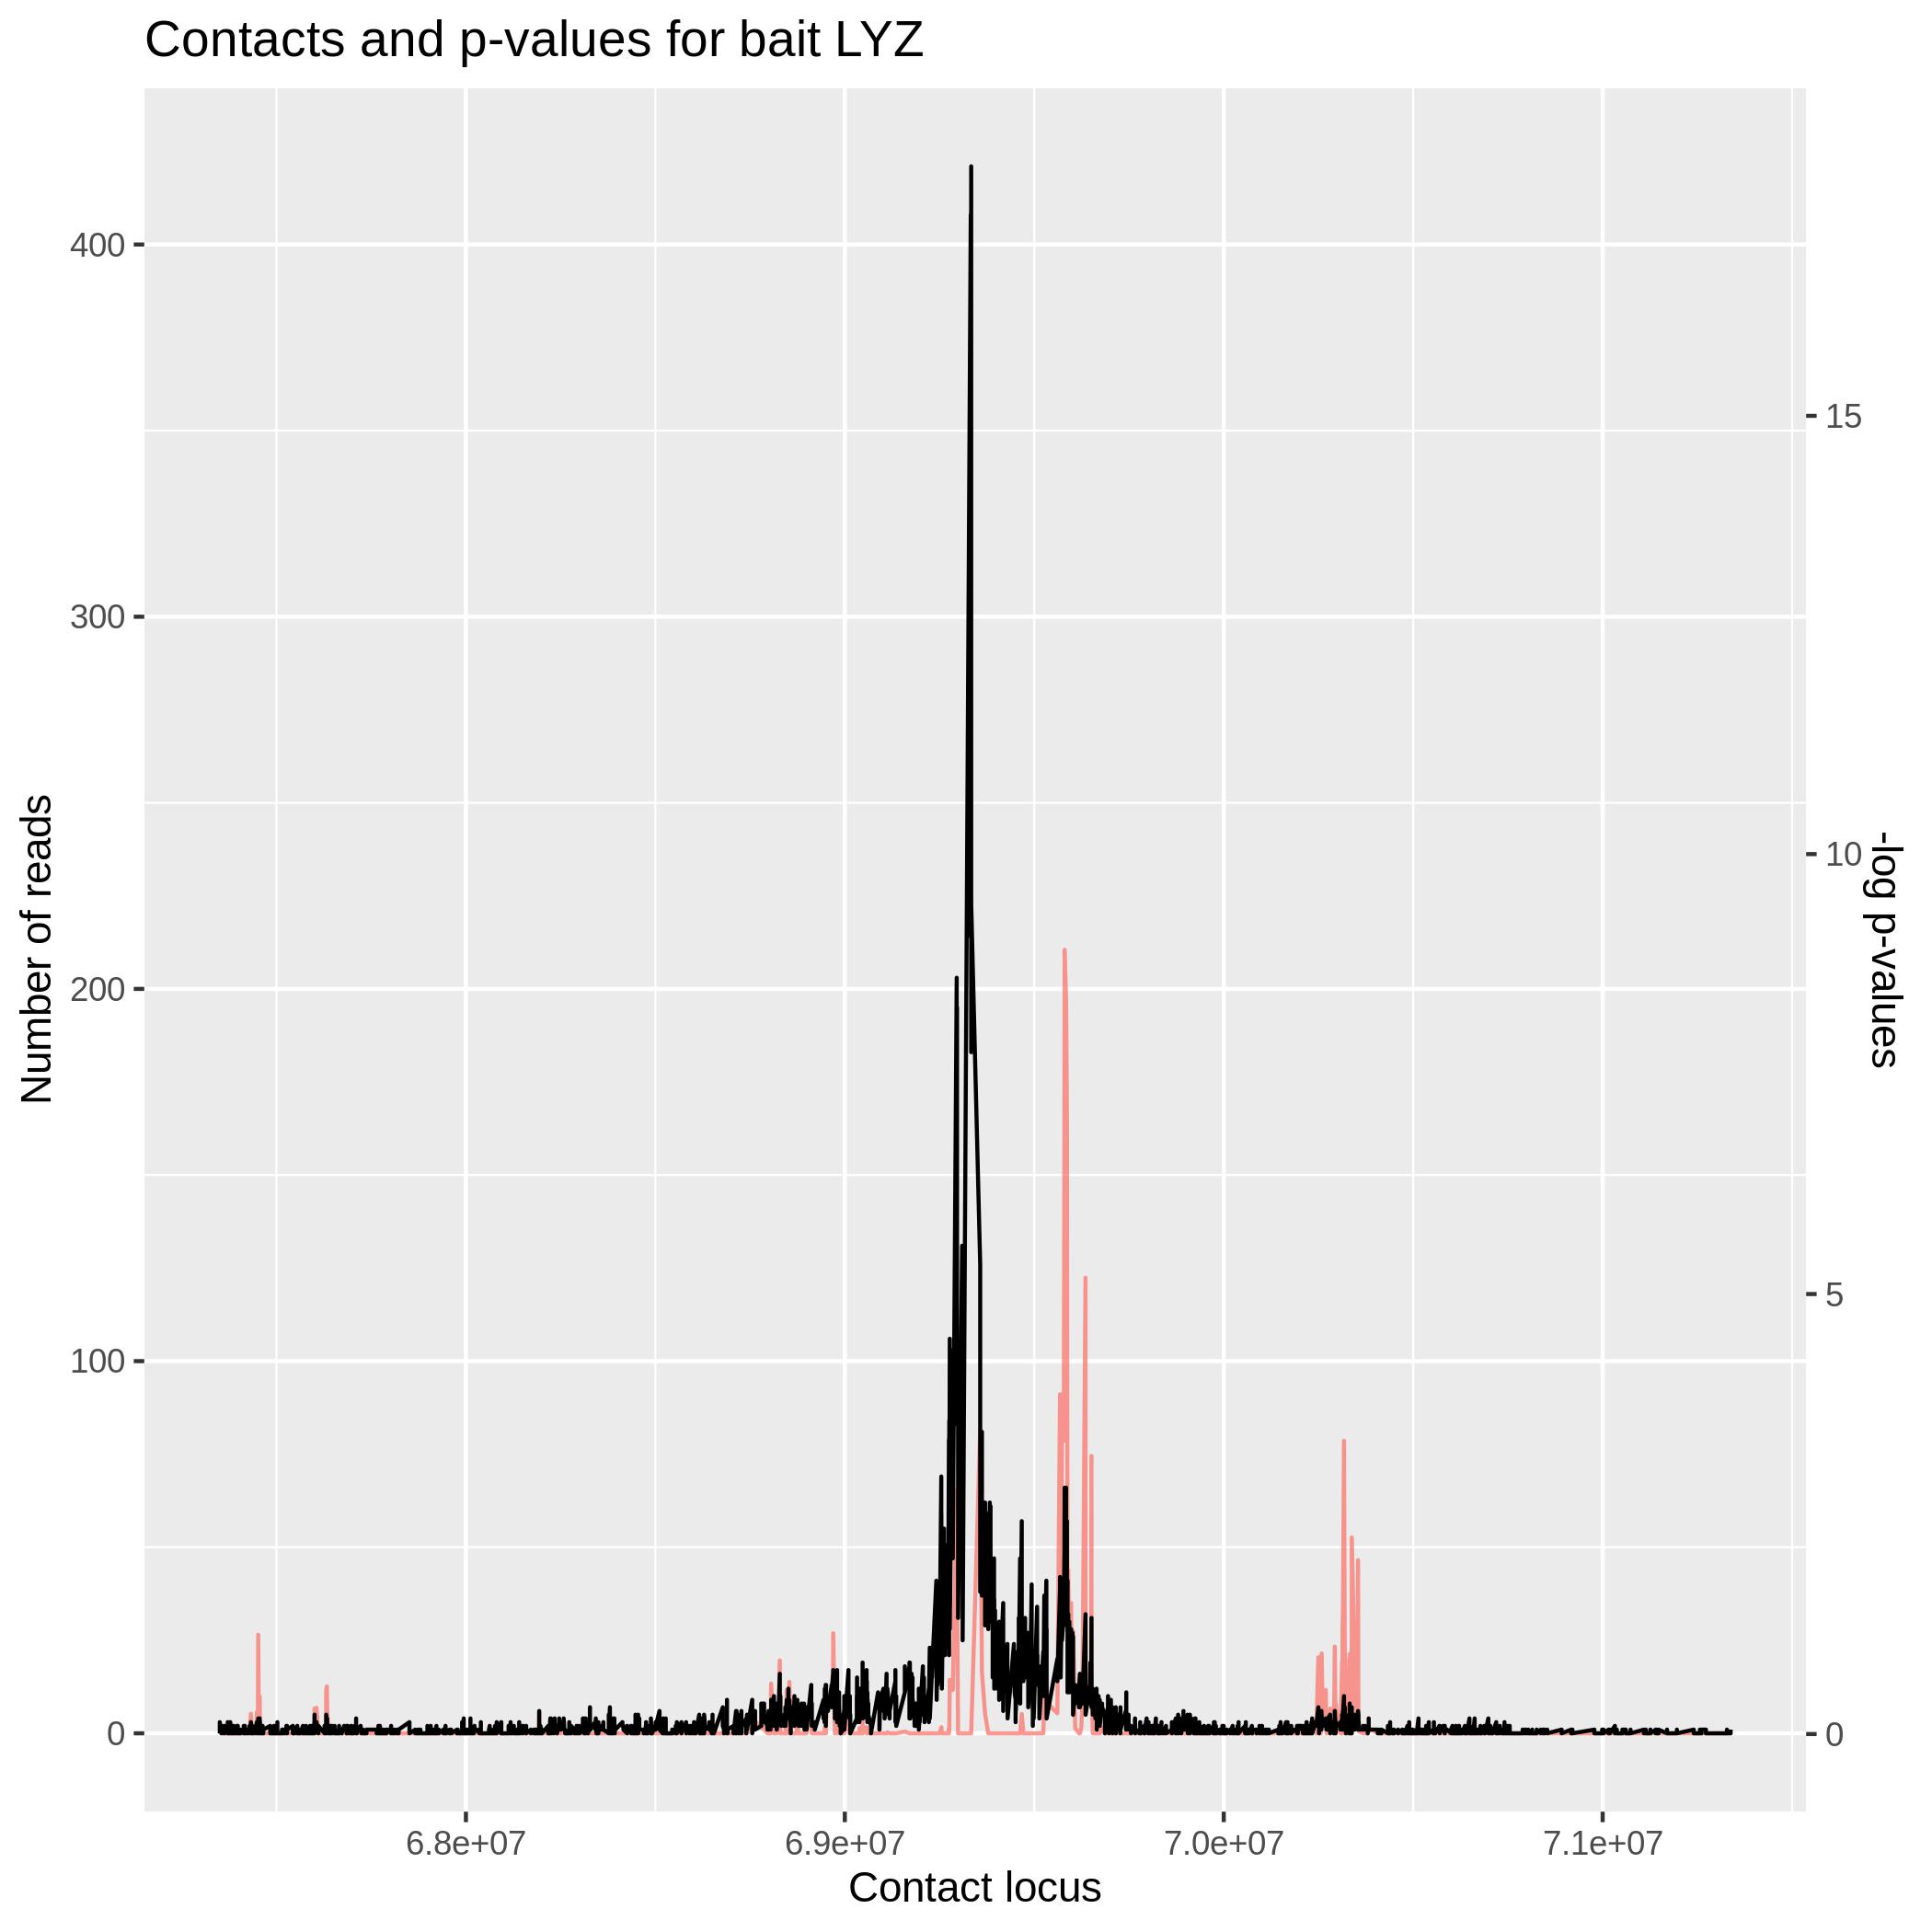 Contacts and p-values for bait LYZ
400
300
200
100
0
Number of reads
15
10
5
0
-log p-values
6.8e+07
6.9e+07
7.0e+07
7.1e+07
Contact locus